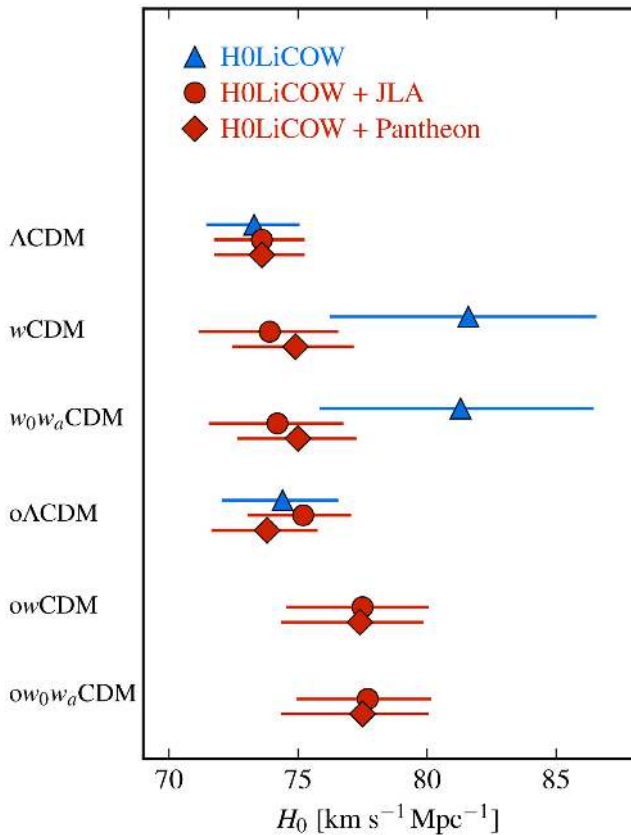 H0LiCOW
H0LiCOW + JLA
H0LiCOW + Pantheon
ΛCDM
wCDM
w₀wₐCDM
oΛCDM
owCDM
ow₀wₐCDM
70 75 80 85
H₀ [km s⁻¹ Mpc⁻¹]